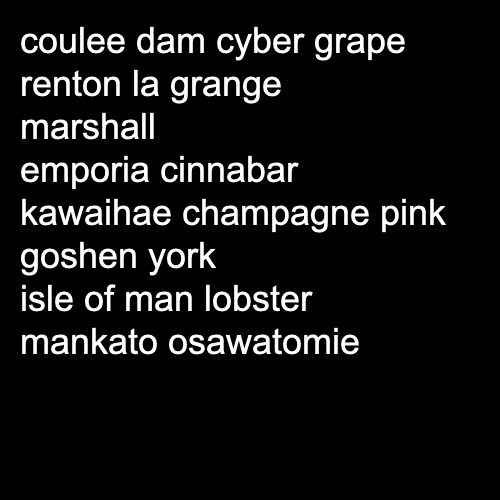 coulee dam cyber grape
renton la grange
marshall
emporia cinnabar
kawaihae champagne pink
goshen york
isle of man lobster
mankato osawatomie